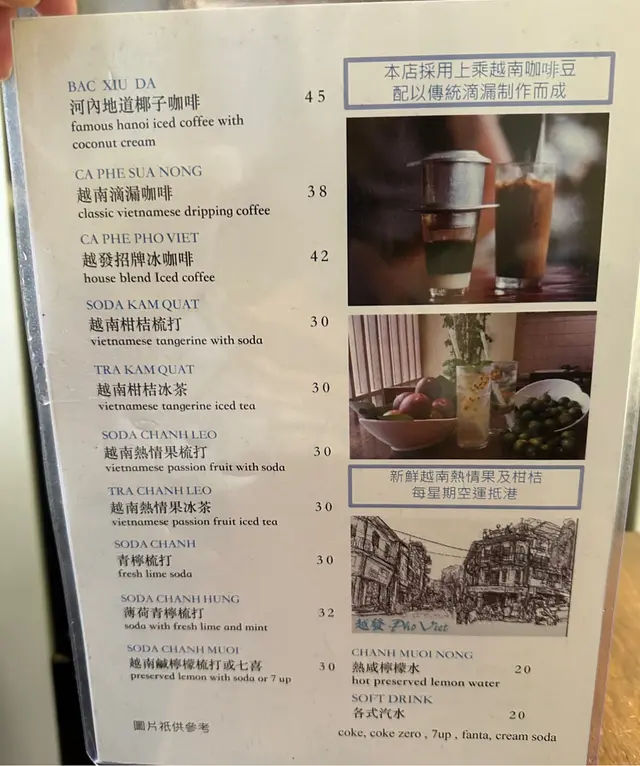 BAC XIU DA
河內地道椰子咖啡 45
famous hanoi iced coffee with
coconut cream
CA PHE SUA NONG
越南滴漏咖啡 38
classic vietnamese dripping coffee
CA PHE PHO VIET
越發招牌冰咖啡 42
house blend Iced coffee
SODA KAM QUAT
越南柑桔梳打 30
vietnamese tangerine with soda
TRA KAM QUAT
越南柑桔冰茶 30
vietnamese tangerine iced tea
SODA CHANH LEO
越南熱情果梳打 30
vietnamese passion fruit with soda
TRA CHANH LEO
越南熱情果冰茶 30
vietnamese passion fruit iced tea
SODA CHANH
青檸梳打 30
fresh lime soda
SODA CHANH HUNG
薄荷青檸梳打 32
soda with fresh lime and mint
SODA CHANH MUOI
越南鹹檸檬梳打或七喜 30
preserved lemon with soda or 7 up
圖片祗供參考
本店採用上乘越南咖啡豆
配以傳統滴漏制作而成
新鮮越南熱情果及柑桔
每星期空運抵港
越發 Pho Viet
CHANH MUOI NONG
熱咸檸檬水 20
hot preserved lemon water
SOFT DRINK
各式汽水 20
coke, coke zero , 7up , fanta, cream soda